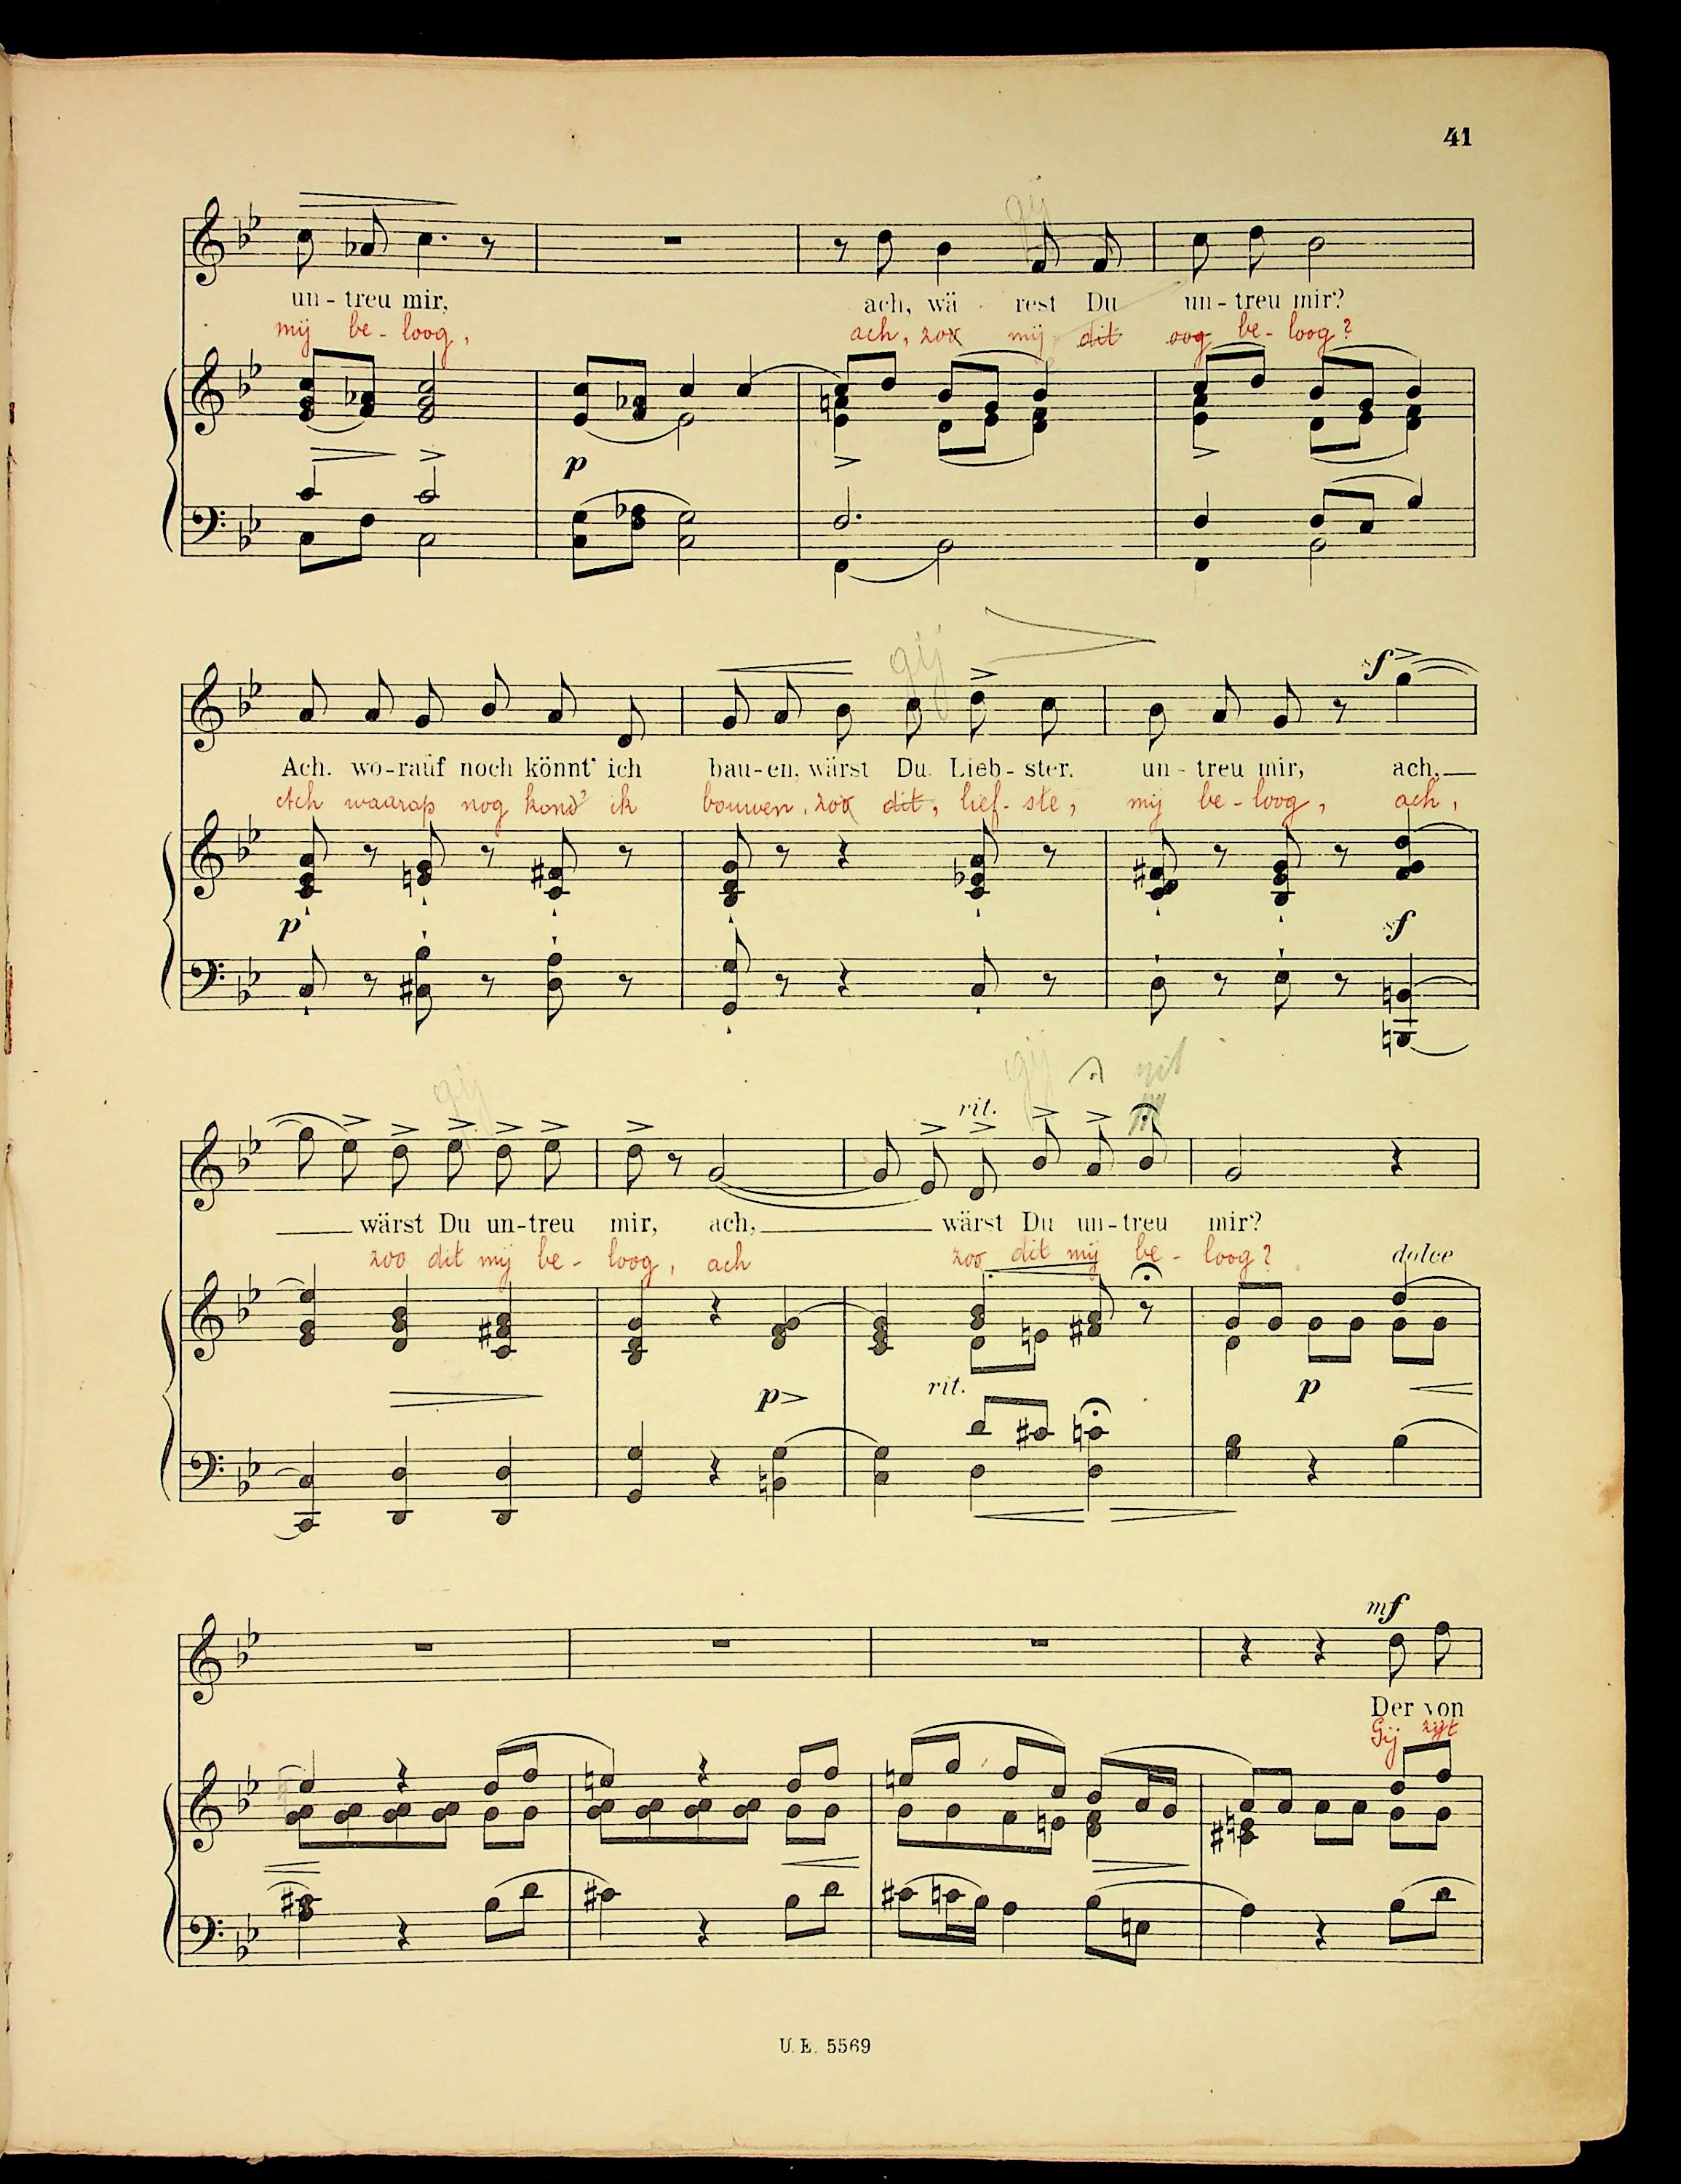 41
gij
un - treu mir, ach, wä - rest Du un - treu mir?
mij be - loog, ach, zoo mij dit oog be - loog?
p
gij
sf
Ach. wo-rauf noch könnt' ich bau-en, wärst Du. Lieb - ster. un - treu mir, ach,
Ach waarop nog kond' ik bouwen, zoo dit, lief - ste, mij be - loog, ach,
p sf
gij gij
rit.
wärst Du un-treu mir, ach, wärst Du un-treu mir?
zoo dit mij be - loog, ach zoo dit mij be - loog?
dolce
p rit. p
mf
Der von
Gij zijt
U. E. 5569